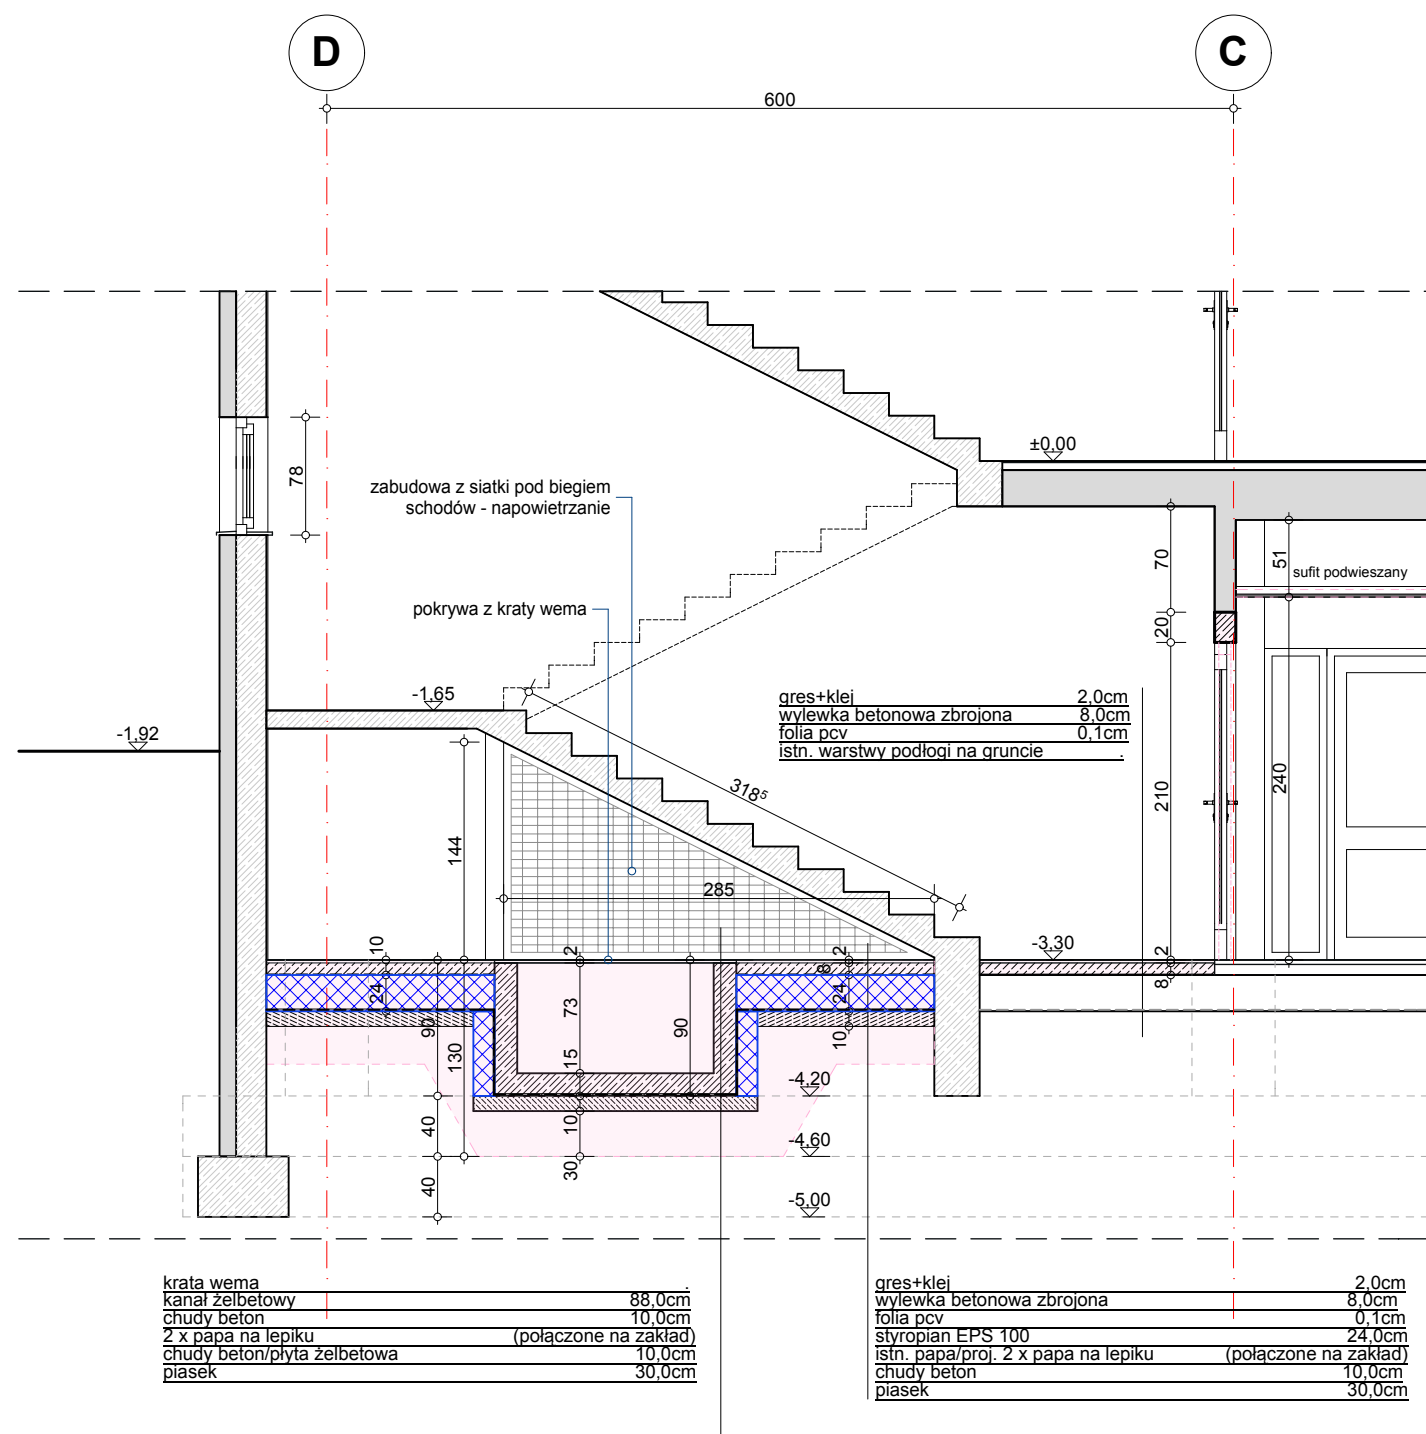 D
C
600
±0,00
78
zabudowa z siatki pod biegiem
schodów - napowietrzanie
70
51
sufit podwieszany
pokrywa z kraty wema
20
-1,65
gres+klej 2,0cm
wylewka betonowa zbrojona 8,0cm
folia pcv 0,1cm
istn. warstwy podłogi na gruncie .
-1,92
318⁵
210
240
144
285
10
2
2
-3,30
2
8
8
24
24
73
90
90
130
15
10
-4,20
40
10
-4,60
30
40
-5,00
krata wema .
kanał żelbetowy 88,0cm
chudy beton 10,0cm
2 x papa na lepiku (połączone na zakład)
chudy beton/płyta żelbetowa 10,0cm
piasek 30,0cm
gres+klej 2,0cm
wylewka betonowa zbrojona 8,0cm
folia pcv 0,1cm
styropian EPS 100 24,0cm
istn. papa/proj. 2 x papa na lepiku (połączone na zakład)
chudy beton 10,0cm
piasek 30,0cm